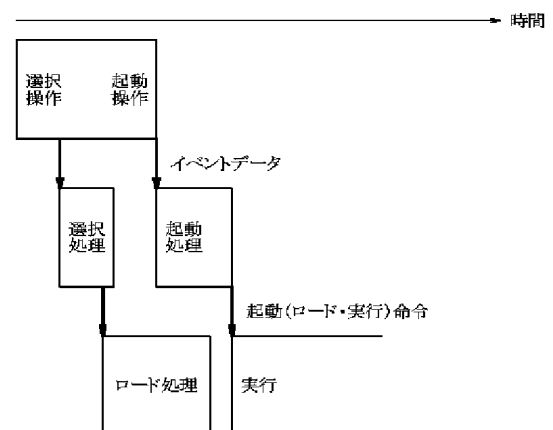 時間
選択
操作
起動
操作
イベントデータ
選択
処理
起動
処理
起動(ロード・実行)命令
ロード処理
実行